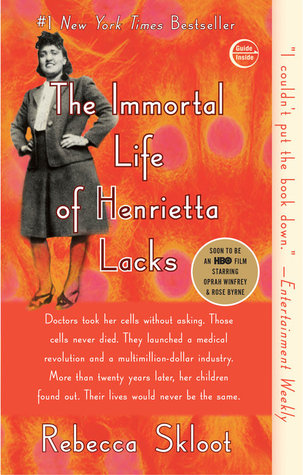 #1 New York Times Bestseller
Guide
Inside
The Immortal
Life
of Henrietta
Lacks
SOON TO BE
AN HBO FILM
STARRING
OPRAH WINFREY
& ROSE BYRNE
Doctors took her cells without asking. Those
cells never died. They launched a medical
revolution and a multimillion-dollar industry.
More than twenty years later, her children
found out. Their lives would never be the same.
Rebecca Skloot
"I couldn't put the book down." —Entertainment Weekly